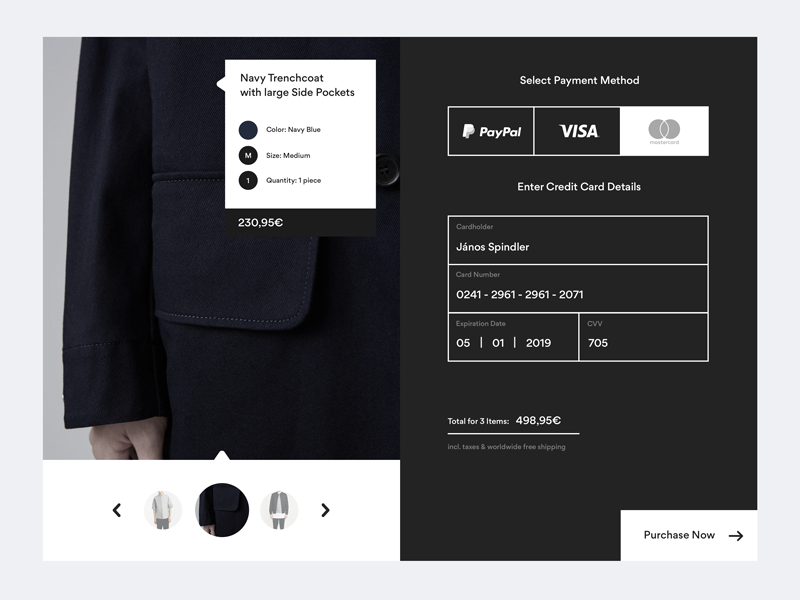 Navy Trenchcoat
with large Side Pockets
Color: Navy Blue
M
Size: Medium
1
Quantity: 1 piece
230,95€
Select Payment Method
PayPal
VISA
mastercard
Enter Credit Card Details
Cardholder
János Spindler
Card Number
0241 - 2961 - 2961 - 2071
Expiration Date
05 | 01 | 2019
CVV
705
Total for 3 Items: 498,95€
incl. taxes & worldwide free shipping
Purchase Now